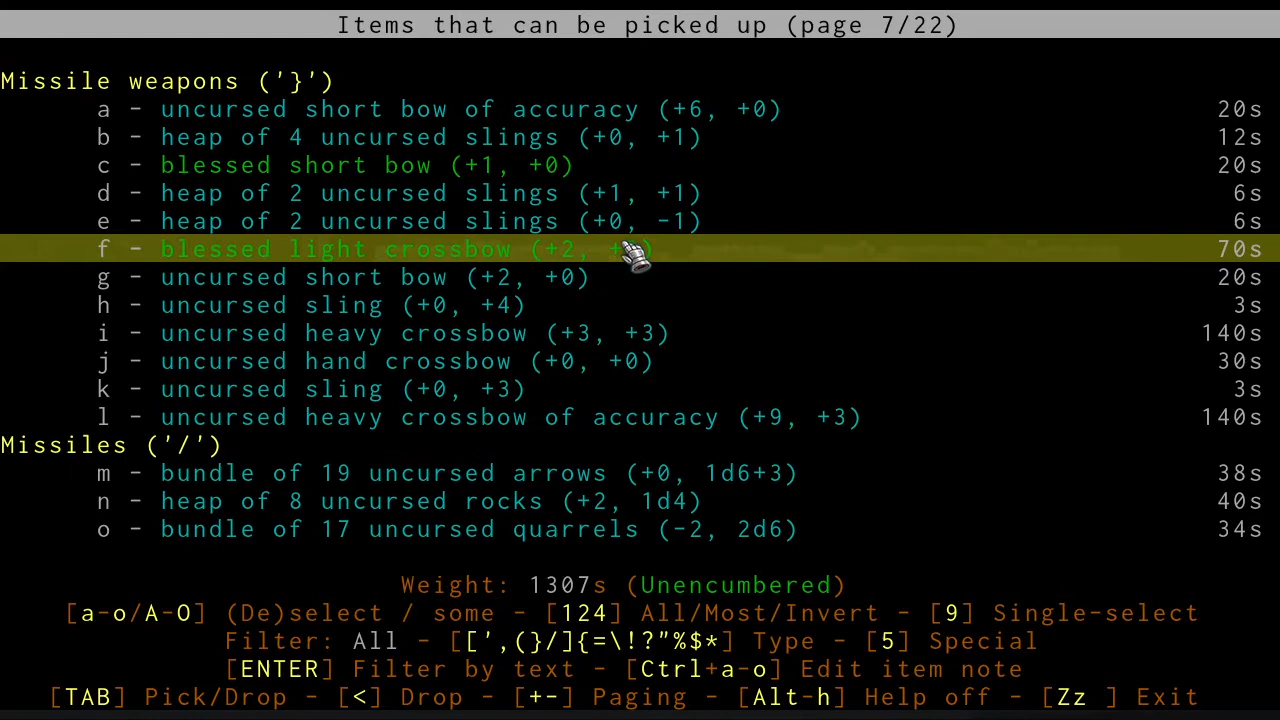 Items that can be picked up (page 7/22)
Missile weapons ('}')
a - uncursed short bow of accuracy (+6, +0) 20s
b - heap of 4 uncursed slings (+0, +1) 12s
c - blessed short bow (+1, +0) 20s
d - heap of 2 uncursed slings (+1, +1) 6s
e - heap of 2 uncursed slings (+0, -1) 6s
f - blessed light crossbow (+2, 70s
g - uncursed short bow (+2, +0) 20s
h - uncursed sling (+0, +4) 3s
i - uncursed heavy crossbow (+3, +3) 140s
j - uncursed hand crossbow (+0, +0) 30s
k - uncursed sling (+0, +3) 3s
l - uncursed heavy crossbow of accuracy (+9, +3) 140s
Missiles ('/')
m - bundle of 19 uncursed arrows (+0, 1d6+3) 38s
n - heap of 8 uncursed rocks (+2, 1d4) 40s
o - bundle of 17 uncursed quarrels (-2, 2d6) 34s
Weight: 1307s (Unencumbered)
[a-o/A-O] (De)select / some - [124] All/Most/Invert - [9] Single-select
Filter: All - [[',(}/]{=\!?"%$*] Type - [5] Special
[ENTER] Filter by text - [Ctrl+a-o] Edit item note
[TAB] Pick/Drop - [<] Drop - [+-] Paging - [Alt-h] Help off - [Zz ] Exit